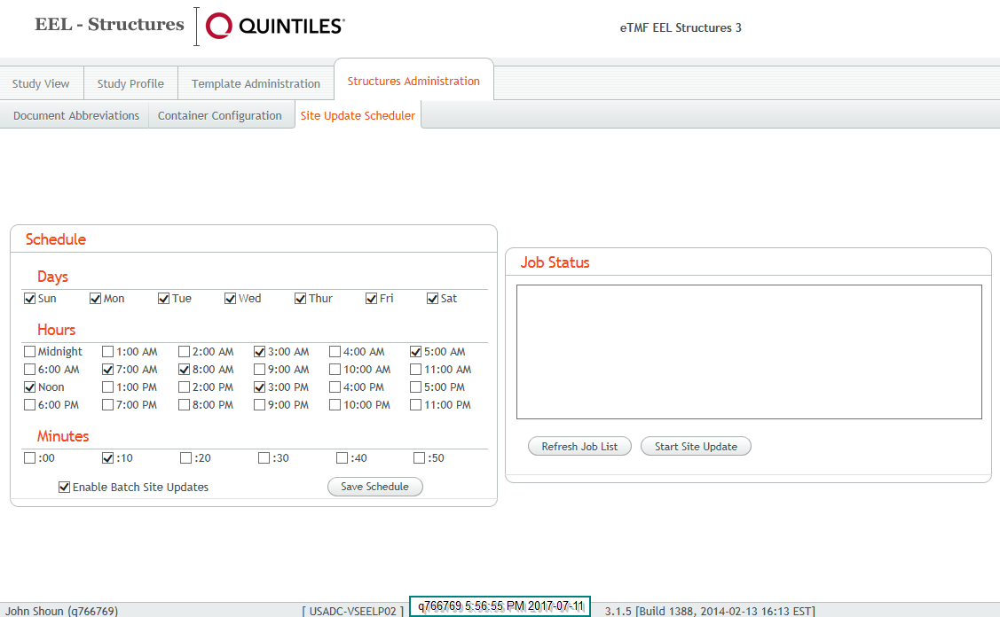 EEL - Structures QUINTILES® eTMF EEL Structures 3
Study View Study Profile Template Administration Structures Administration
Document Abbreviations Container Configuration Site Update Scheduler
Schedule
Days
Sun Mon Tue Wed Thur Fri Sat
Hours
Midnight 1:00 AM 2:00 AM 3:00 AM 4:00 AM 5:00 AM
6:00 AM 7:00 AM 8:00 AM 9:00 AM 10:00 AM 11:00 AM
Noon 1:00 PM 2:00 PM 3:00 PM 4:00 PM 5:00 PM
6:00 PM 7:00 PM 8:00 PM 9:00 PM 10:00 PM 11:00 PM
Minutes
:00 :10 :20 :30 :40 :50
Enable Batch Site Updates Save Schedule
Job Status
Refresh Job List Start Site Update
John Shoun (q766769) [ USADC-VSEELP02 ] q766769 5:56:55 PM 2017-07-11 3.1.5 [Build 1388, 2014-02-13 16:13 EST]